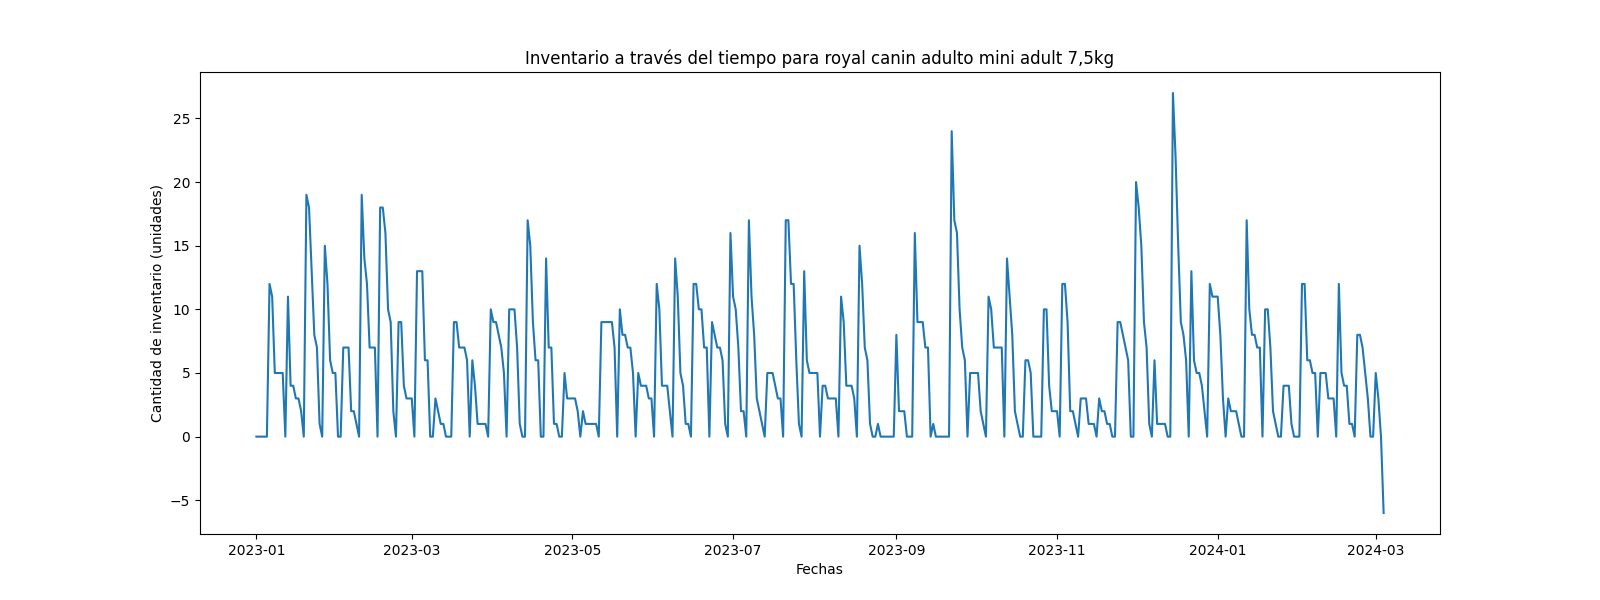 Inventario a través del tiempo para royal canin adulto mini adult 7,5kg
Cantidad de inventario (unidades)
25
20
15
10
5
0
−5
2023-01 2023-03 2023-05 2023-07 2023-09 2023-11 2024-01 2024-03
Fechas